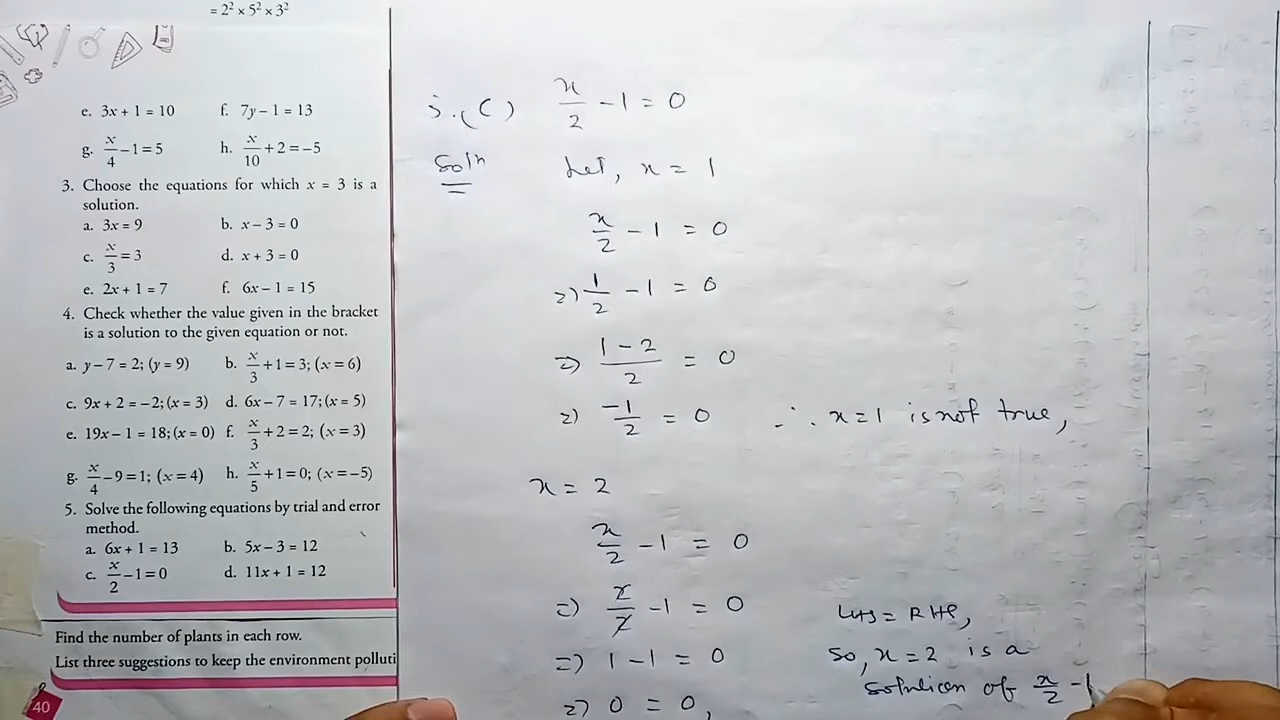 = 2² × 5² × 3²
e. 3x + 1 = 10 f. 7y – 1 = 13
g. x/4 – 1 = 5 h. x/10 + 2 = –5
3. Choose the equations for which x = 3 is a
solution.
a. 3x = 9 b. x – 3 = 0
c. x/3 = 3 d. x + 3 = 0
e. 2x + 1 = 7 f. 6x – 1 = 15
4. Check whether the value given in the bracket
is a solution to the given equation or not.
a. y – 7 = 2; (y = 9) b. x/3 + 1 = 3; (x = 6)
c. 9x + 2 = –2; (x = 3) d. 6x – 7 = 17; (x = 5)
e. 19x – 1 = 18; (x = 0) f. x/3 + 2 = 2; (x = 3)
g. x/4 – 9 = 1; (x = 4) h. x/5 + 1 = 0; (x = –5)
5. Solve the following equations by trial and error
method.
a. 6x + 1 = 13 b. 5x – 3 = 12
c. x/2 – 1 = 0 d. 11x + 1 = 12
Find the number of plants in each row.
List three suggestions to keep the environment polluti
40
5. (C) x/2 – 1 = 0
Soln Let, x = 1
x/2 – 1 = 0
=) 1/2 – 1 = 0
=) 1 – 2/2 = 0
=) –1/2 = 0 ∴ x = 1 is not true,
x = 2
x/2 – 1 = 0
=) 2/2 – 1 = 0 LHS = RHS,
=) 1 – 1 = 0 So, x = 2 is a
=) 0 = 0, solution of x/2 – 1